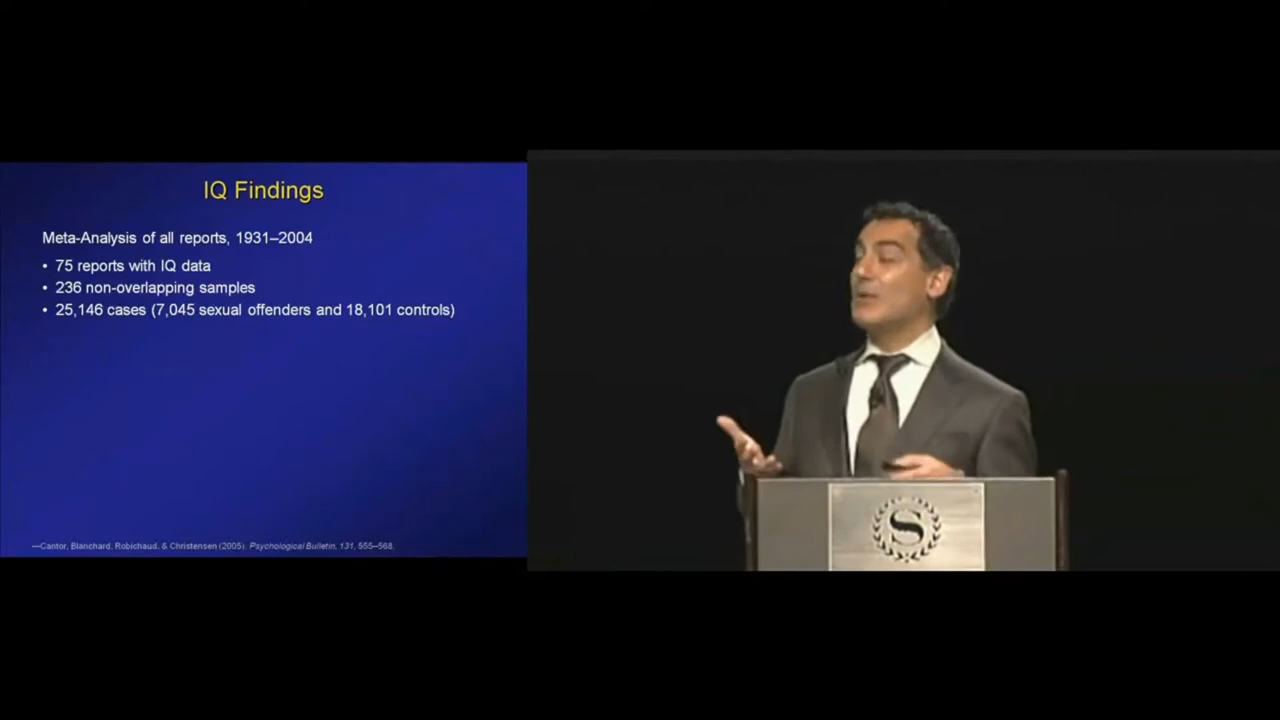 IQ Findings
Meta-Analysis of all reports, 1931–2004
• 75 reports with IQ data
• 236 non-overlapping samples
• 25,146 cases (7,045 sexual offenders and 18,101 controls)
—Cantor, Blanchard, Robichaud, & Christensen (2005). Psychological Bulletin, 131, 555–568.
S